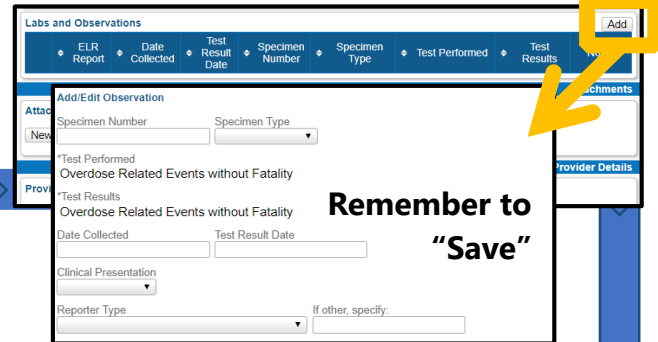 Labs and Observations
Add
ELR Report
Date Collected
Test Result Date
Specimen Number
Specimen Type
Test Performed
Test Results
Attac
chments
New
Provider Details
Provi
Add/Edit Observation
Specimen Number Specimen Type
*Test Performed
Overdose Related Events without Fatality
*Test Results
Overdose Related Events without Fatality
Remember to
“Save”
Date Collected Test Result Date
Clinical Presentation
Reporter Type If other, specify: